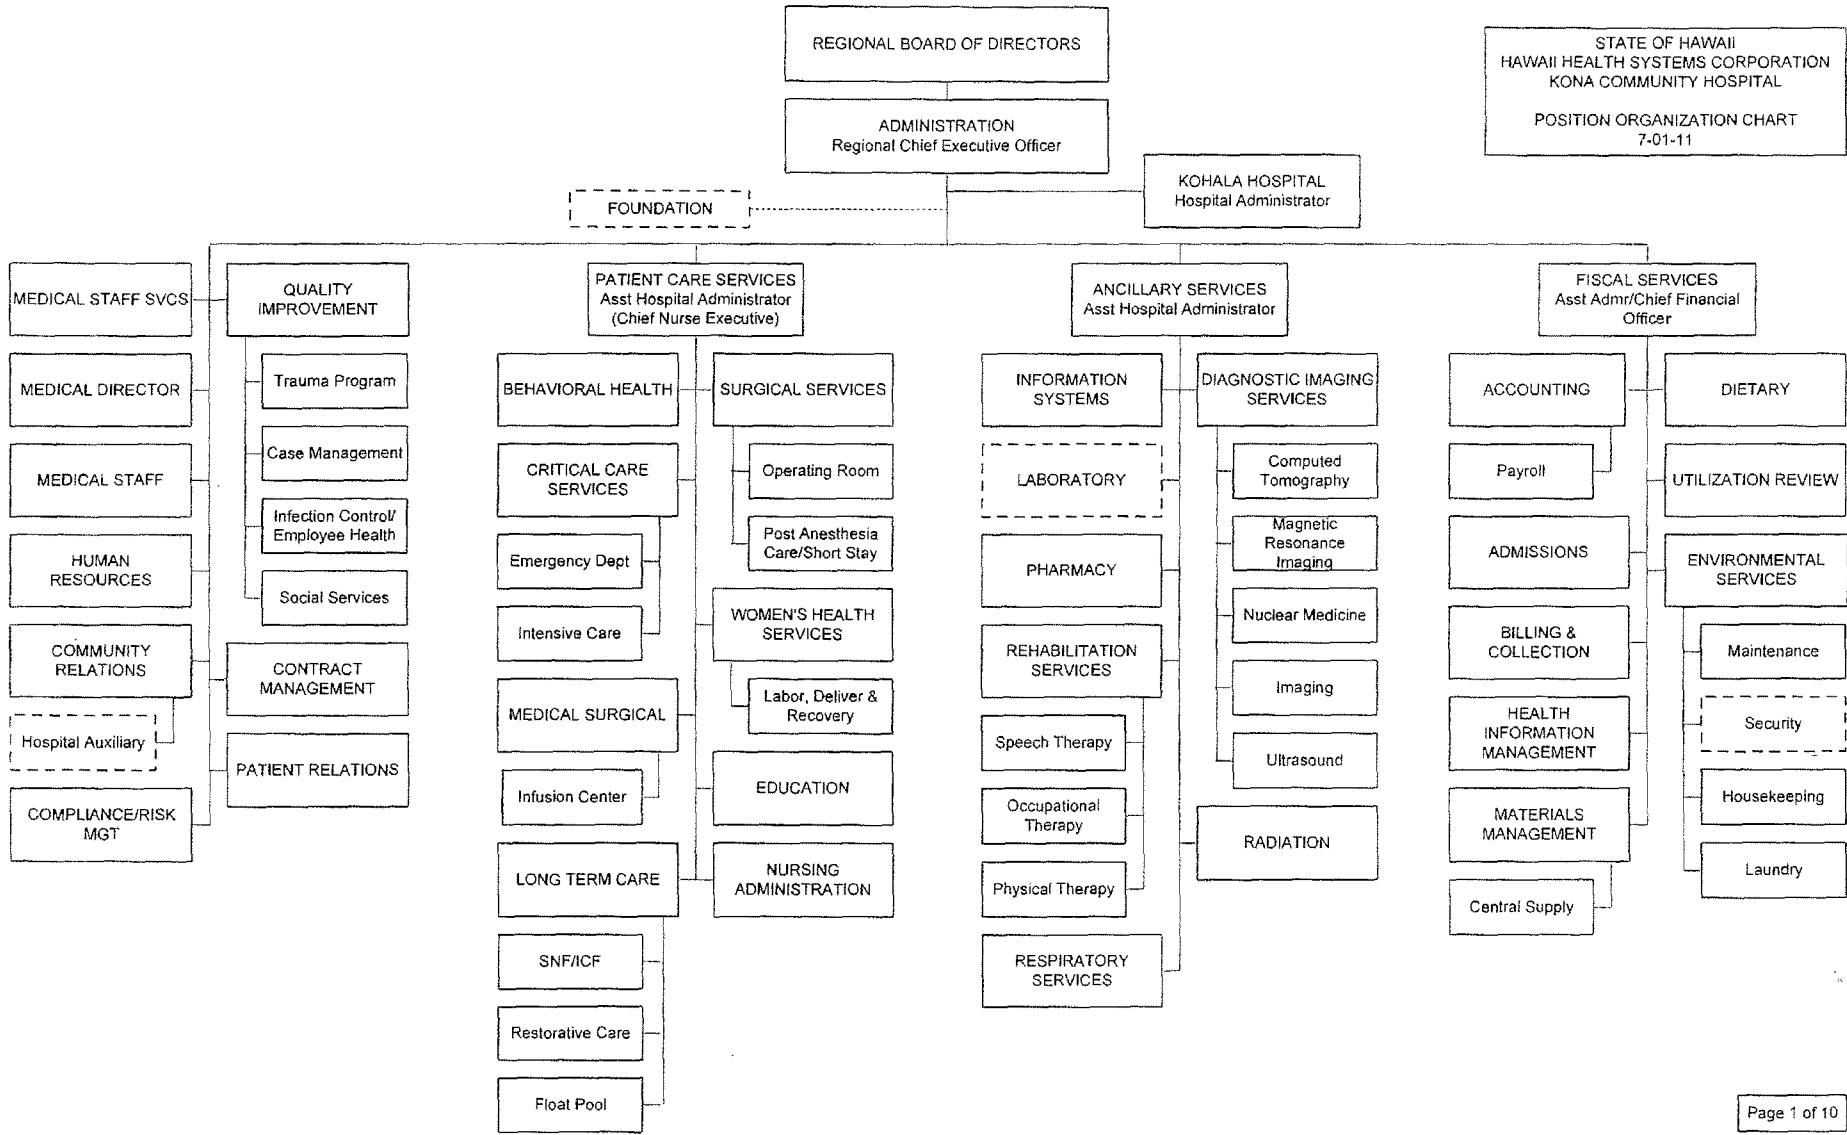 REGIONAL BOARD OF DIRECTORS
STATE OF HAWAII
HAWAII HEALTH SYSTEMS CORPORATION
KONA COMMUNITY HOSPITAL
POSITION ORGANIZATION CHART
7-01-11
ADMINISTRATION
Regional Chief Executive Officer
KOHALA HOSPITAL
Hospital Administrator
FOUNDATION
MEDICAL STAFF SVCS
QUALITY
IMPROVEMENT
MEDICAL DIRECTOR
Trauma Program
MEDICAL STAFF
Case Management
Infection Control/
Employee Health
HUMAN
RESOURCES
Social Services
COMMUNITY
RELATIONS
CONTRACT
MANAGEMENT
Hospital Auxiliary
PATIENT RELATIONS
COMPLIANCE/RISK
MGT
PATIENT CARE SERVICES
Asst Hospital Administrator
(Chief Nurse Executive)
BEHAVIORAL HEALTH
SURGICAL SERVICES
CRITICAL CARE
SERVICES
Operating Room
Post Anesthesia
Care/Short Stay
Emergency Dept
Intensive Care
WOMEN'S HEALTH
SERVICES
MEDICAL SURGICAL
Labor, Deliver &
Recovery
Infusion Center
EDUCATION
LONG TERM CARE
NURSING
ADMINISTRATION
SNF/ICF
Restorative Care
Float Pool
ANCILLARY SERVICES
Asst Hospital Administrator
INFORMATION
SYSTEMS
DIAGNOSTIC IMAGING
SERVICES
LABORATORY
Computed
Tomography
PHARMACY
Magnetic
Resonance
Imaging
REHABILITATION
SERVICES
Nuclear Medicine
Imaging
Speech Therapy
Ultrasound
Occupational
Therapy
RADIATION
Physical Therapy
RESPIRATORY
SERVICES
FISCAL SERVICES
Asst Admr/Chief Financial
Officer
ACCOUNTING
DIETARY
Payroll
UTILIZATION REVIEW
ADMISSIONS
ENVIRONMENTAL
SERVICES
BILLING &
COLLECTION
Maintenance
HEALTH
INFORMATION
MANAGEMENT
Security
MATERIALS
MANAGEMENT
Housekeeping
Laundry
Central Supply
Page 1 of 10